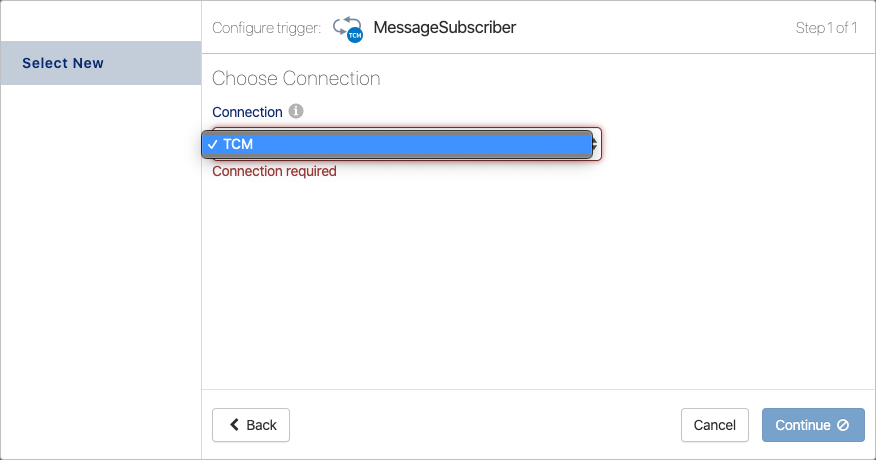 Configure trigger: TCM MessageSubscriber Step 1 of 1
Select New
Choose Connection
Connection
✓ TCM
Connection required
Back Cancel Continue